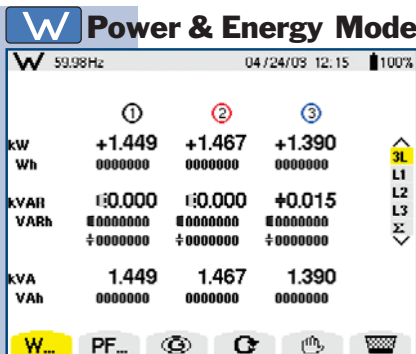 W Power & Energy Mode
W 59.98Hz 04/24/03 12:15 100%
1 2 3
kW +1.449 +1.467 +1.390
Wh 0000000 0000000 0000000
3L
L1
kVAR 0.000 0.000 +0.015
L2
VARh 0000000 0000000 0000000
L3
÷0000000 ÷0000000 ÷0000000
Σ
kVA 1.449 1.467 1.390
VAh 0000000 0000000 0000000
W... PF...